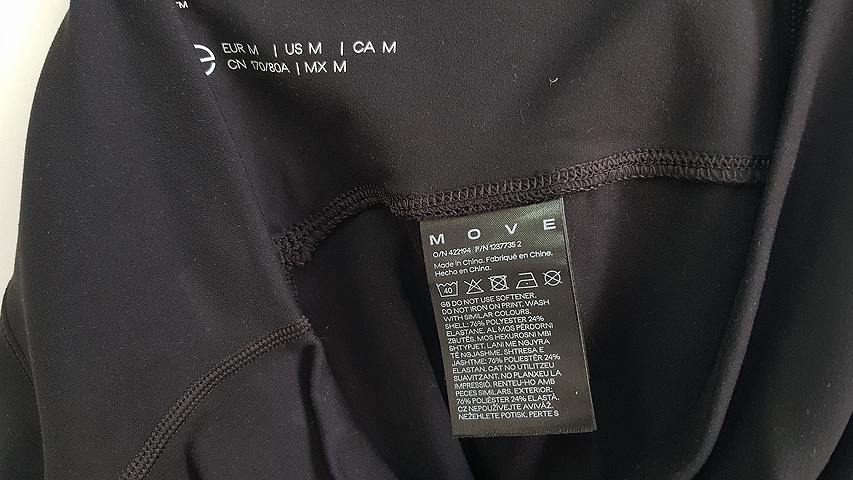 ™
EUR M | US M | CA M
CN 170/80A | MX M
MOVE
O/N 422194 P/N 1237735 2
Made in China. Fabriqué en Chine.
Hecho en China.
40
GB DO NOT USE SOFTENER.
DO NOT IRON ON PRINT. WASH
WITH SIMILAR COLOURS.
SHELL: 76% POLYESTER 24%
ELASTANE. AL MOS PËRDORNI
ZBUTËS. MOS HEKUROSNI MBI
SHTYPJET. LANI ME NGJYRA
TË NGJASHME. SHTRESA E
JASHTME: 76% POLIESTËR 24%
ELASTAN. CAT NO UTILITZEU
SUAVITZANT. NO PLANXEU LA
IMPRESSIÓ. RENTEU-HO AMB
PECES SIMILARS. EXTERIOR:
76% POLIÈSTER 24% ELASTÀ.
CZ NEPOUŽÍVEJTE AVIVÁŽ.
NEŽEHLETE POTISK. PERTE S